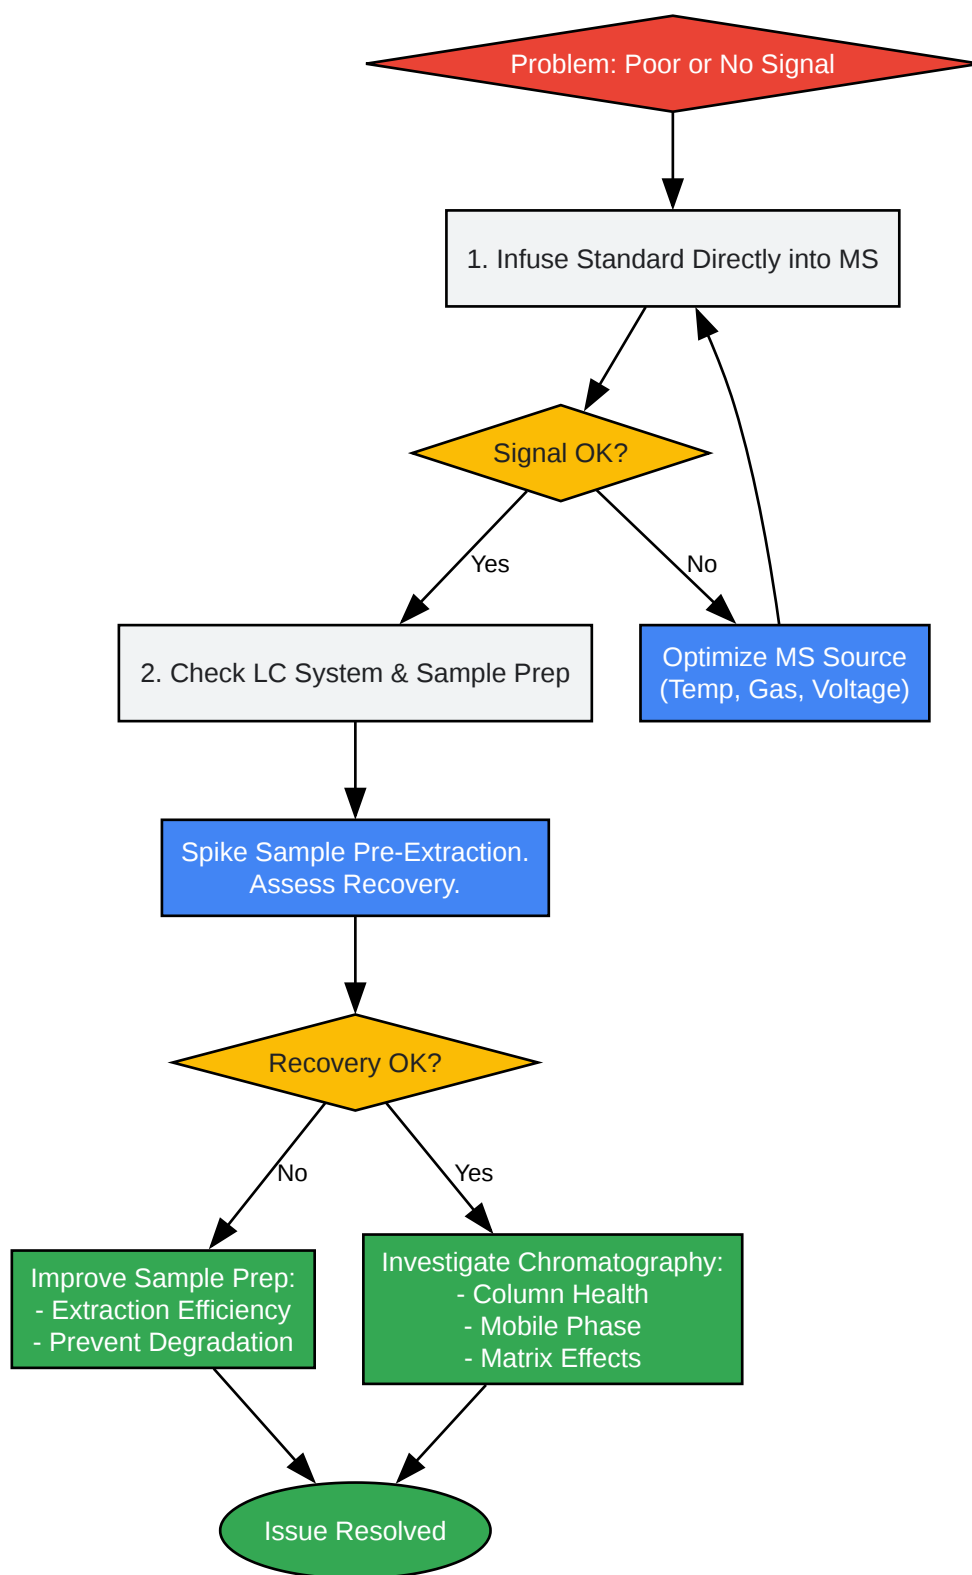 Problem: Poor or No Signal
1. Infuse Standard Directly into MS
Signal OK?
Yes
No
2. Check LC System & Sample Prep
Optimize MS Source
(Temp, Gas, Voltage)
Spike Sample Pre-Extraction.
Assess Recovery.
Recovery OK?
No
Yes
Improve Sample Prep:
- Extraction Efficiency
- Prevent Degradation
Investigate Chromatography:
- Column Health
- Mobile Phase
- Matrix Effects
Issue Resolved